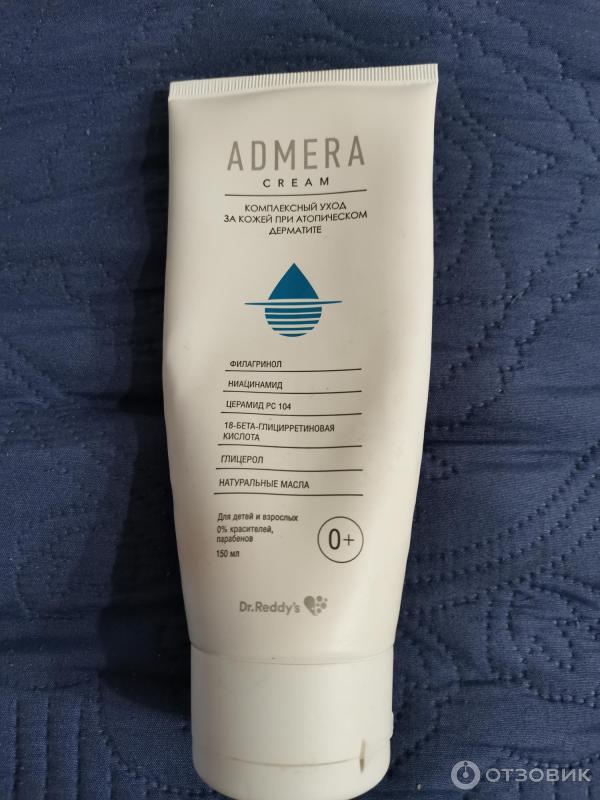 ADMERA
CREAM
КОМПЛЕКСНЫЙ УХОД
ЗА КОЖЕЙ ПРИ АТОПИЧЕСКОМ
ДЕРМАТИТЕ
ФИЛАГРИНОЛ
НИАЦИНАМИД
ЦЕРАМИД PC 104
18-БЕТА-ГЛИЦИРРЕТИНОВАЯ
КИСЛОТА
ГЛИЦЕРОЛ
НАТУРАЛЬНЫЕ МАСЛА
Для детей и взрослых
0% красителей,
парабенов
150 мл
0+
Dr.Reddy's
ОТЗОВИК